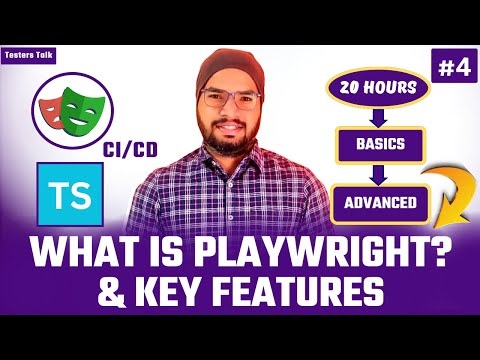 Testers Talk
#4
20 HOURS
CI/CD
BASICS
TS
ADVANCED
WHAT IS PLAYWRIGHT?
& KEY FEATURES